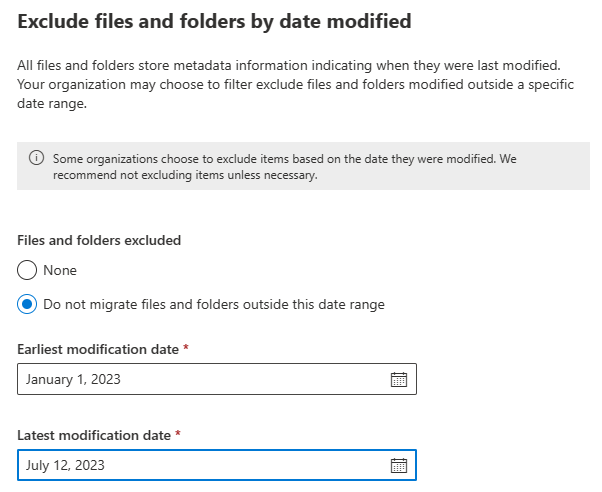 Exclude files and folders by date modified
All files and folders store metadata information indicating when they were last modified.
Your organization may choose to filter exclude files and folders modified outside a specific
date range.
Some organizations choose to exclude items based on the date they were modified. We
recommend not excluding items unless necessary.
Files and folders excluded
None
Do not migrate files and folders outside this date range
Earliest modification date *
January 1, 2023
Latest modification date *
July 12, 2023